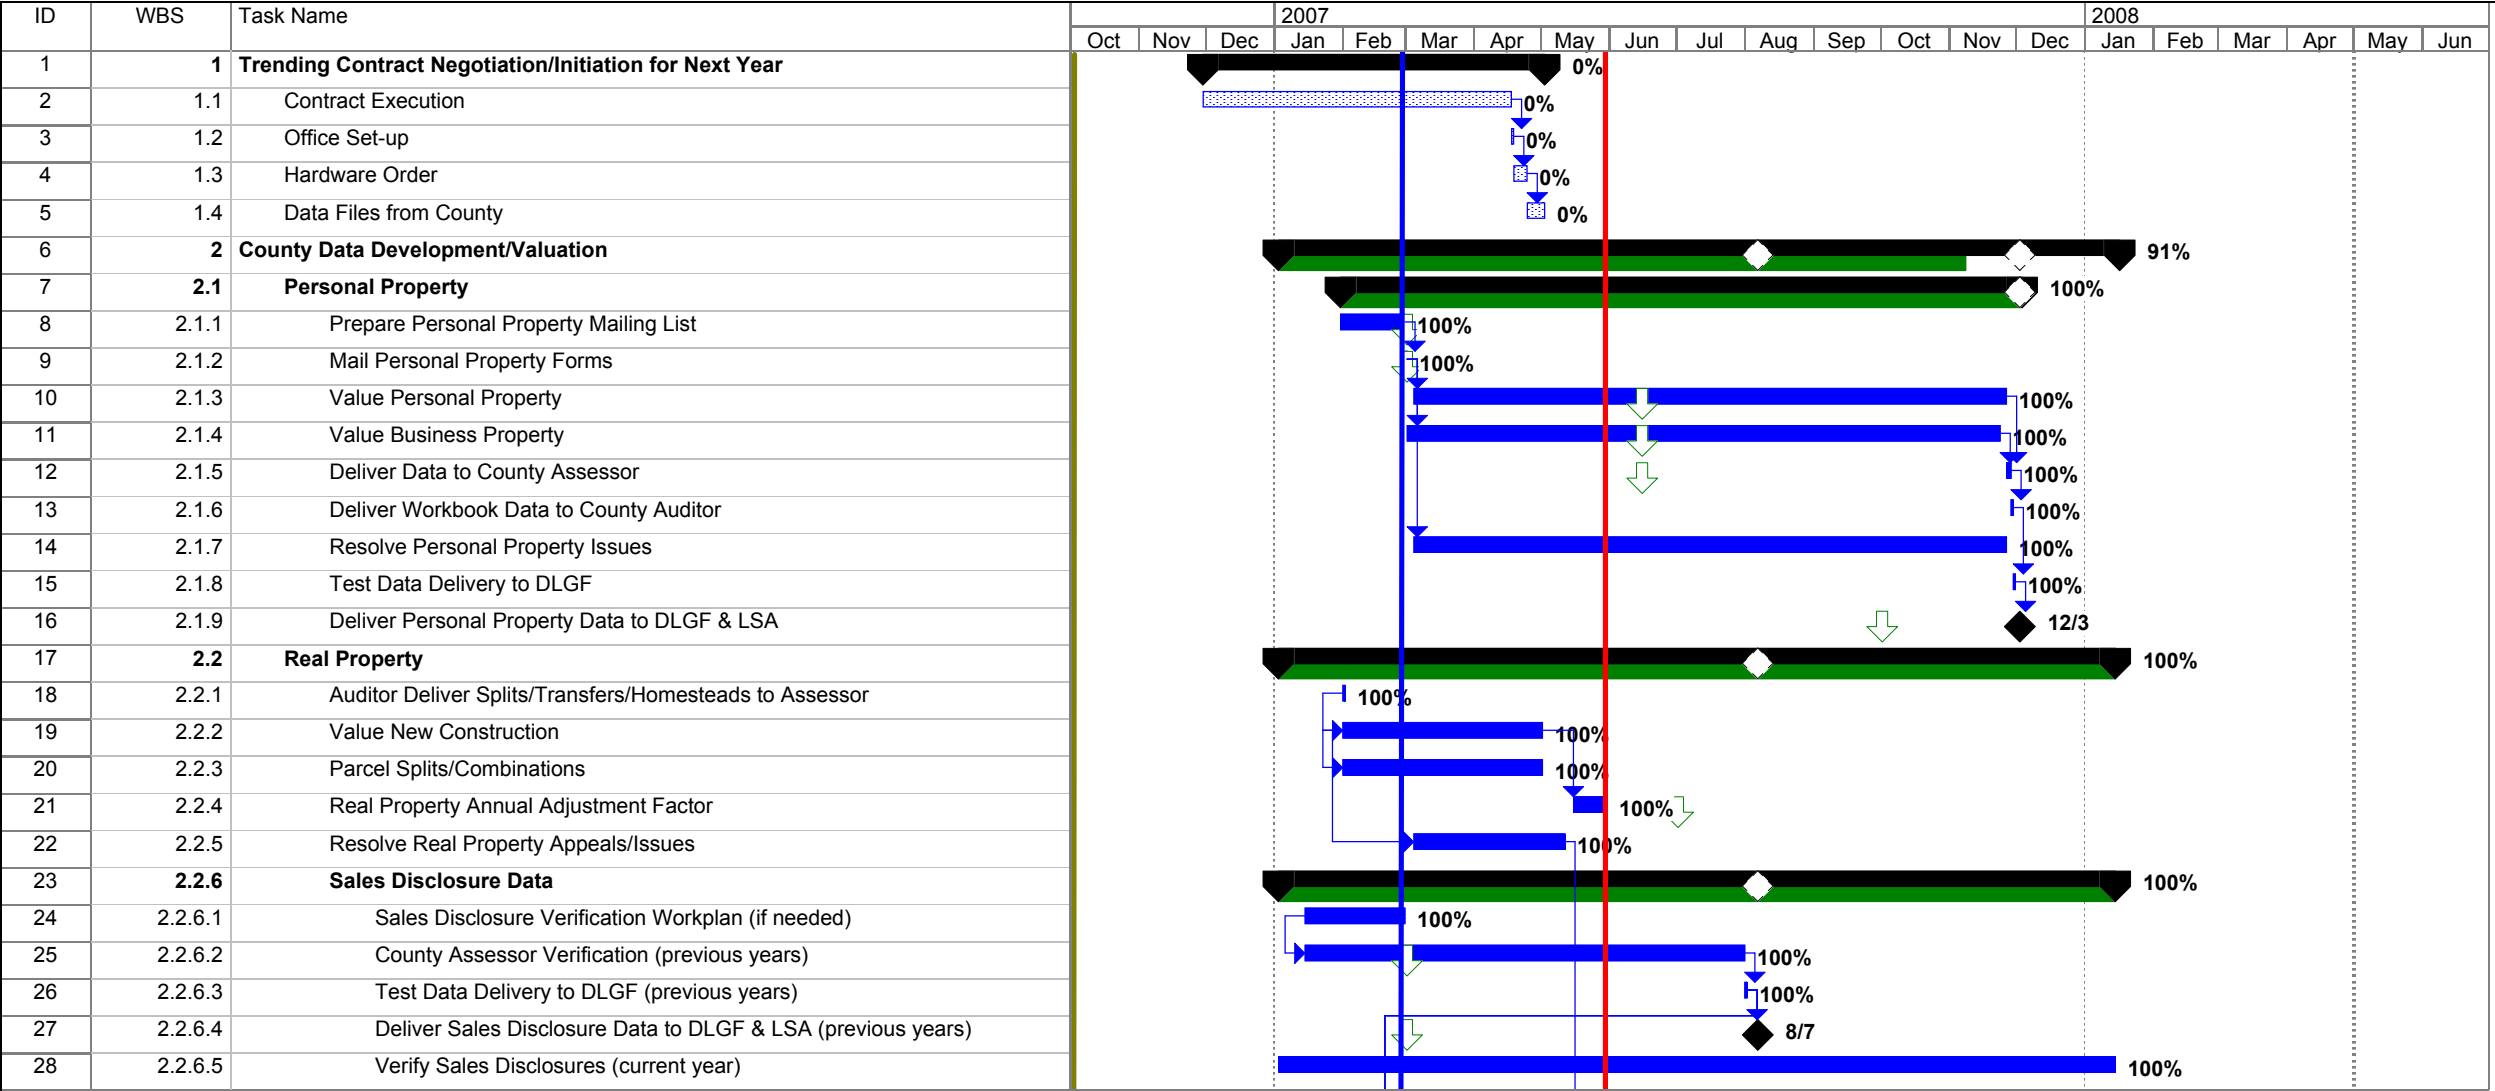 ID WBS Task Name 2007 2008
Oct Nov Dec Jan Feb Mar Apr May Jun Jul Aug Sep Oct Nov Dec Jan Feb Mar Apr May Jun
1 1 Trending Contract Negotiation/Initiation for Next Year 0%
2 1.1 Contract Execution 0%
3 1.2 Office Set-up 0%
4 1.3 Hardware Order 0%
5 1.4 Data Files from County 0%
6 2 County Data Development/Valuation 91%
7 2.1 Personal Property 100%
8 2.1.1 Prepare Personal Property Mailing List 100%
9 2.1.2 Mail Personal Property Forms 100%
10 2.1.3 Value Personal Property 100%
11 2.1.4 Value Business Property 100%
12 2.1.5 Deliver Data to County Assessor 100%
13 2.1.6 Deliver Workbook Data to County Auditor 100%
14 2.1.7 Resolve Personal Property Issues 100%
15 2.1.8 Test Data Delivery to DLGF 100%
16 2.1.9 Deliver Personal Property Data to DLGF & LSA 12/3
17 2.2 Real Property 100%
18 2.2.1 Auditor Deliver Splits/Transfers/Homesteads to Assessor 100%
19 2.2.2 Value New Construction 100%
20 2.2.3 Parcel Splits/Combinations 100%
21 2.2.4 Real Property Annual Adjustment Factor 100%
22 2.2.5 Resolve Real Property Appeals/Issues 100%
23 2.2.6 Sales Disclosure Data 100%
24 2.2.6.1 Sales Disclosure Verification Workplan (if needed) 100%
25 2.2.6.2 County Assessor Verification (previous years) 100%
26 2.2.6.3 Test Data Delivery to DLGF (previous years) 100%
27 2.2.6.4 Deliver Sales Disclosure Data to DLGF & LSA (previous years) 8/7
28 2.2.6.5 Verify Sales Disclosures (current year) 100%